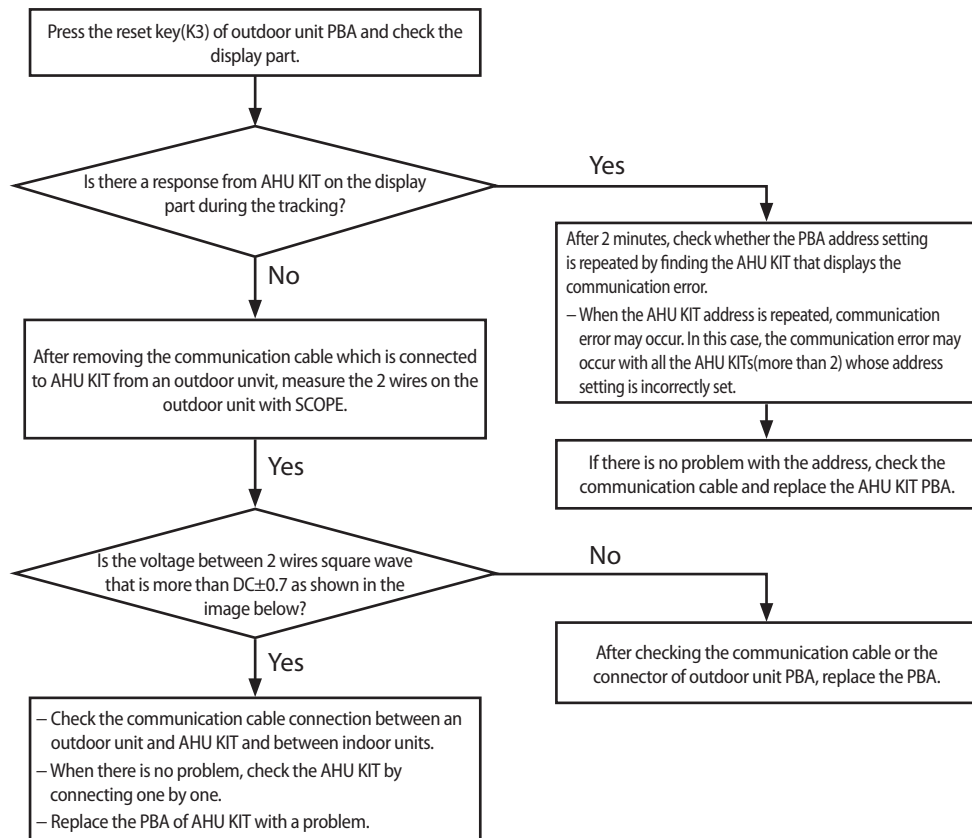 Press the reset key(K3) of outdoor unit PBA and check the
display part.
Is there a response from AHU KIT on the display
part during the tracking?
Yes
No
After 2 minutes, check whether the PBA address setting
is repeated by finding the AHU KIT that displays the
communication error.
– When the AHU KIT address is repeated, communication
error may occur. In this case, the communication error may
occur with all the AHU KITs(more than 2) whose address
setting is incorrectly set.
After removing the communication cable which is connected
to AHU KIT from an outdoor unvit, measure the 2 wires on the
outdoor unit with SCOPE.
If there is no problem with the address, check the
communication cable and replace the AHU KIT PBA.
Yes
Is the voltage between 2 wires square wave
that is more than DC±0.7 as shown in the
image below?
No
After checking the communication cable or the
connector of outdoor unit PBA, replace the PBA.
Yes
– Check the communication cable connection between an
outdoor unit and AHU KIT and between indoor units.
– When there is no problem, check the AHU KIT by
connecting one by one.
– Replace the PBA of AHU KIT with a problem.